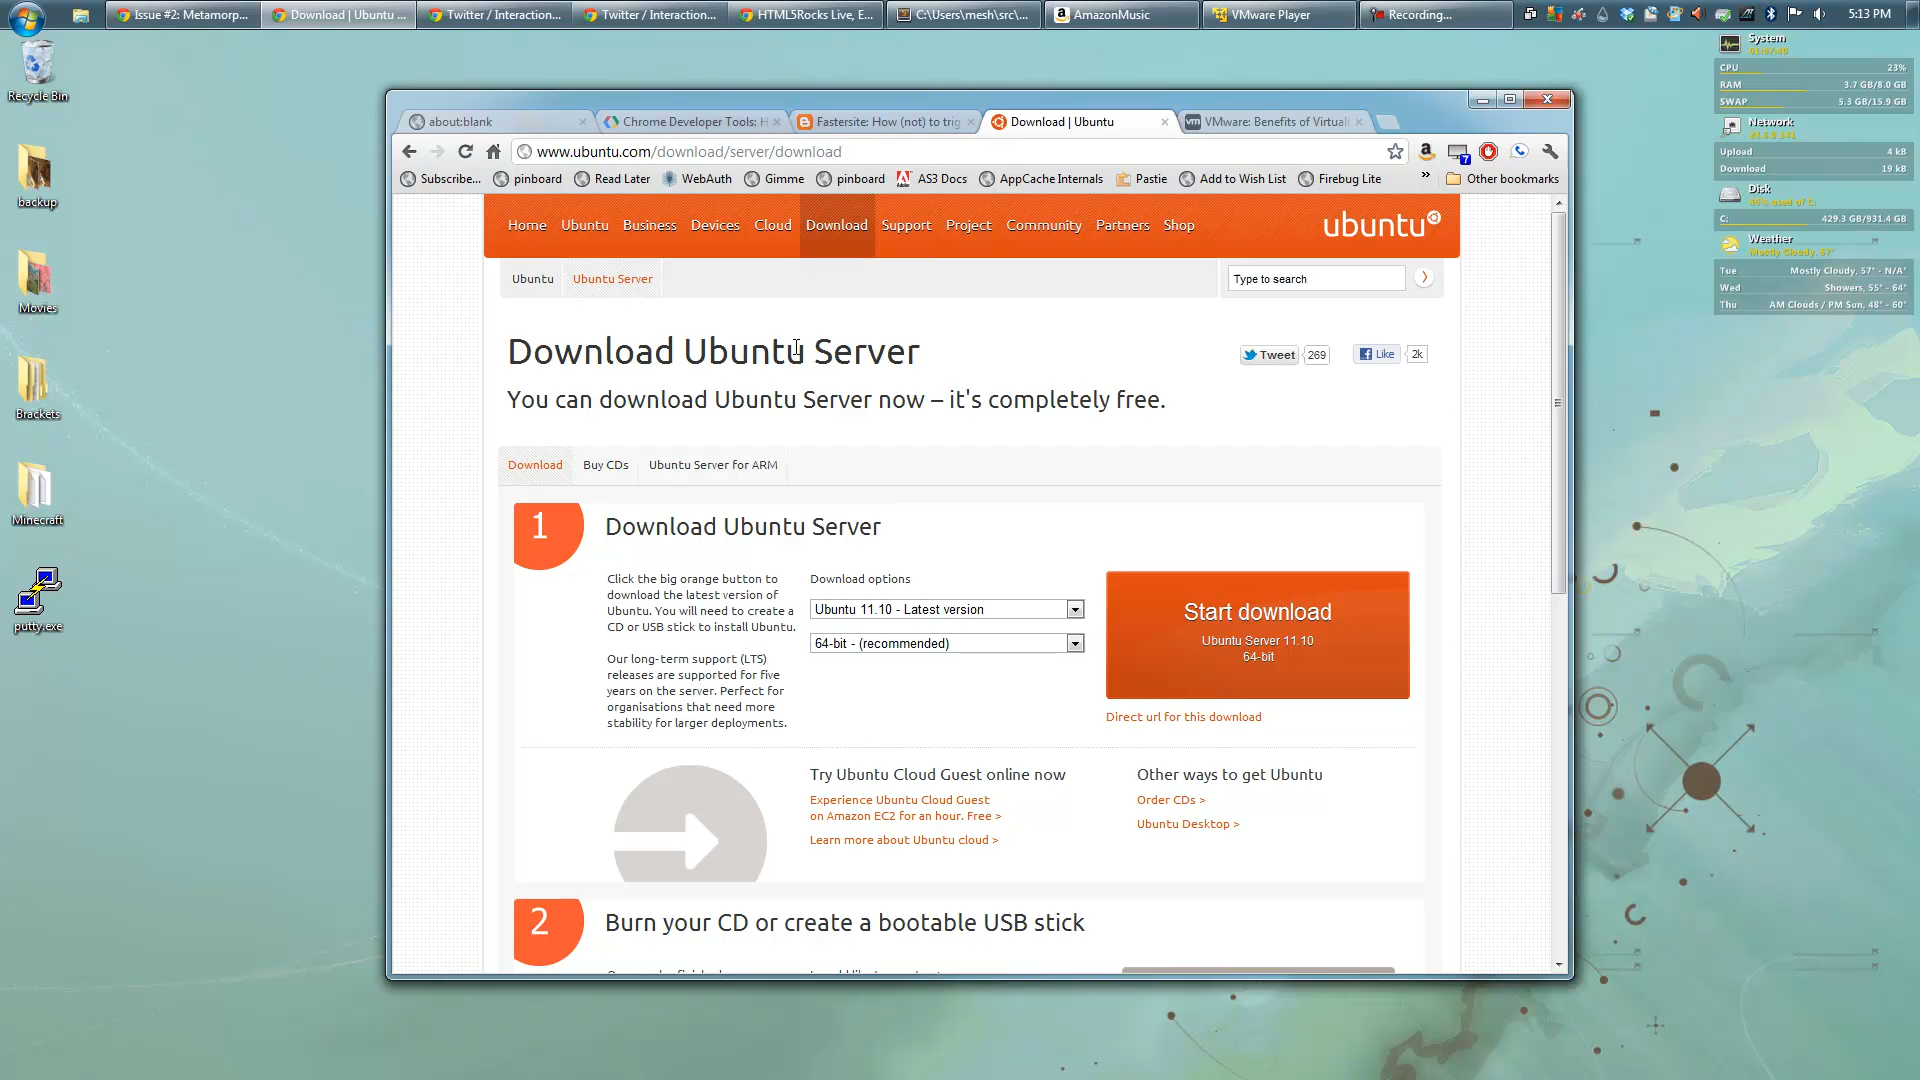 Issue #2: Metamorp...
Download | Ubuntu ...
Twitter / Interaction...
Twitter / Interaction...
HTML5Rocks Live, E...
C:\Users\mesh\src\...
AmazonMusic
VMware Player
Recording...
5:13 PM
Recycle Bin
backup
Movies
Brackets
Minecraft
putty.exe
System
CPU 23%
RAM 3.7 GB/8.0 GB
SWAP 5.3 GB/15.9 GB
Network
Upload 4 kB
Download 19 kB
Disk
C: 429.3 GB/931.4 GB
Weather
Mostly Cloudy, 57°
Tue Mostly Cloudy, 57° - N/A°
Wed Showers, 55° - 64°
Thu AM Clouds / PM Sun, 48° - 60°
about:blank
Chrome Developer Tools: H
Fastersite: How (not) to trig
Download | Ubuntu
VMware: Benefits of Virtuali
www.ubuntu.com/download/server/download
7
Subscribe... pinboard Read Later WebAuth Gimme pinboard AS3 Docs AppCache Internals Pastie Add to Wish List Firebug Lite » Other bookmarks
Home Ubuntu Business Devices Cloud Download Support Project Community Partners Shop
ubuntu
Ubuntu Ubuntu Server
Type to search
Download Ubuntu Server
Tweet 269 Like 2k
You can download Ubuntu Server now – it's completely free.
Download Buy CDs Ubuntu Server for ARM
1
Download Ubuntu Server
Click the big orange button to
download the latest version of
Ubuntu. You will need to create a
CD or USB stick to install Ubuntu.
Our long-term support (LTS)
releases are supported for five
years on the server. Perfect for
organisations that need more
stability for larger deployments.
Download options
Ubuntu 11.10 - Latest version
64-bit - (recommended)
Start download
Ubuntu Server 11.10
64-bit
Direct url for this download
Try Ubuntu Cloud Guest online now
Experience Ubuntu Cloud Guest
on Amazon EC2 for an hour. Free >
Learn more about Ubuntu cloud >
Other ways to get Ubuntu
Order CDs >
Ubuntu Desktop >
2
Burn your CD or create a bootable USB stick